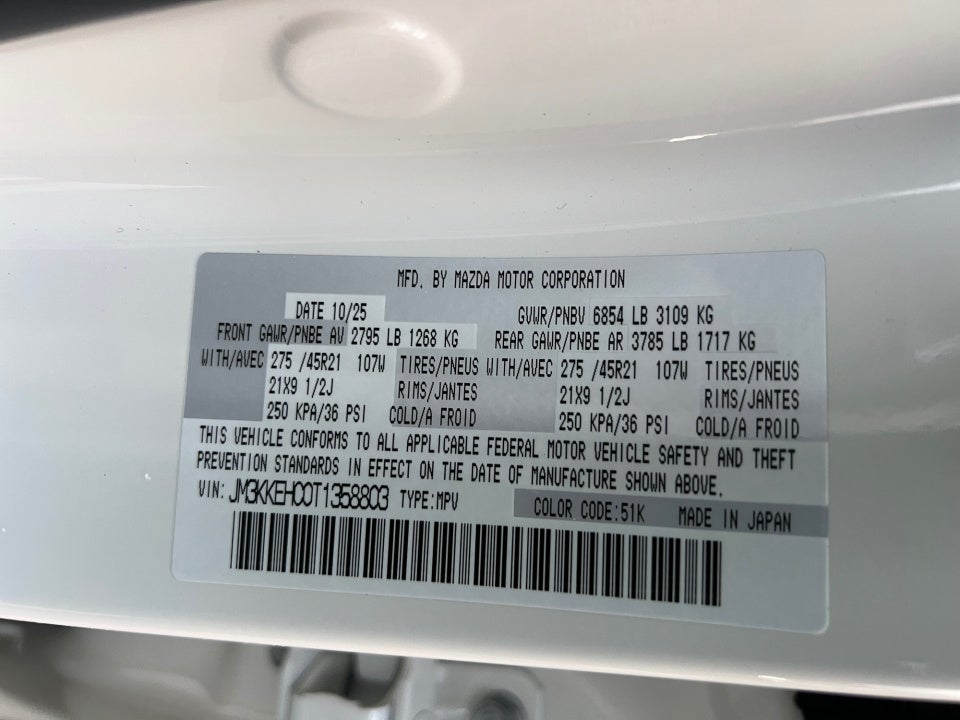 MFD. BY MAZDA MOTOR CORPORATION
DATE 10/25 GVWR/PNBV 6854 LB 3109 KG
FRONT GAWR/PNBE AV 2795 LB 1268 KG REAR GAWR/PNBE AR 3785 LB 1717 KG
WITH/AVEC 275 /45R21 107W TIRES/PNEUS WITH/AVEC 275 /45R21 107W TIRES/PNEUS
21X9 1/2J RIMS/JANTES 21X9 1/2J RIMS/JANTES
250 KPA/36 PSI COLD/A FROID 250 KPA/36 PSI COLD/A FROID
THIS VEHICLE CONFORMS TO ALL APPLICABLE FEDERAL MOTOR VEHICLE SAFETY AND THEFT
PREVENTION STANDARDS IN EFFECT ON THE DATE OF MANUFACTURE SHOWN ABOVE.
VIN: JM3KKEHC0T1358803 TYPE:MPV COLOR CODE:51K MADE IN JAPAN